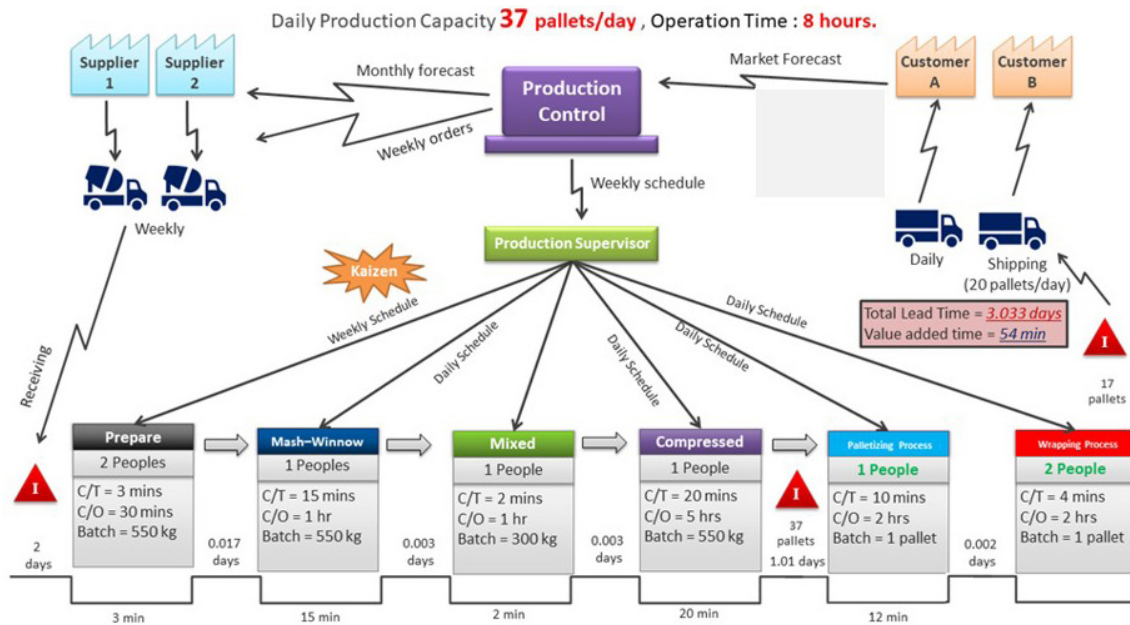 Daily Production Capacity 37 pallets/day , Operation Time : 8 hours.
Supplier
1
Supplier
2
Monthly forecast
Weekly orders
Production
Control
Market Forecast
Customer
A
Customer
B
Weekly
Weekly schedule
Production Supervisor
Kaizen
Daily
Shipping
(20 pallets/day)
Total Lead Time = 3.033 days
Value added time = 54 min
I
17
pallets
Receiving
Weekly Schedule
Daily Schedule
Daily Schedule
Daily Schedule
Daily Schedule
I
2
days
Prepare
2 Peoples
C/T = 3 mins
C/O = 30 mins
Batch = 550 kg
3 min
0.017
days
Mash-Winnow
1 Peoples
C/T = 15 mins
C/O = 1 hr
Batch = 550 kg
15 min
0.003
days
Mixed
1 People
C/T = 2 mins
C/O = 1 hr
Batch = 300 kg
2 min
0.003
days
Compressed
1 People
C/T = 20 mins
C/O = 5 hrs
Batch = 550 kg
20 min
I
37
pallets
1.01 days
Palletizing Process
1 People
C/T = 10 mins
C/O = 2 hrs
Batch = 1 pallet
12 min
0.002
days
Wrapping Process
2 People
C/T = 4 mins
C/O = 2 hrs
Batch = 1 pallet